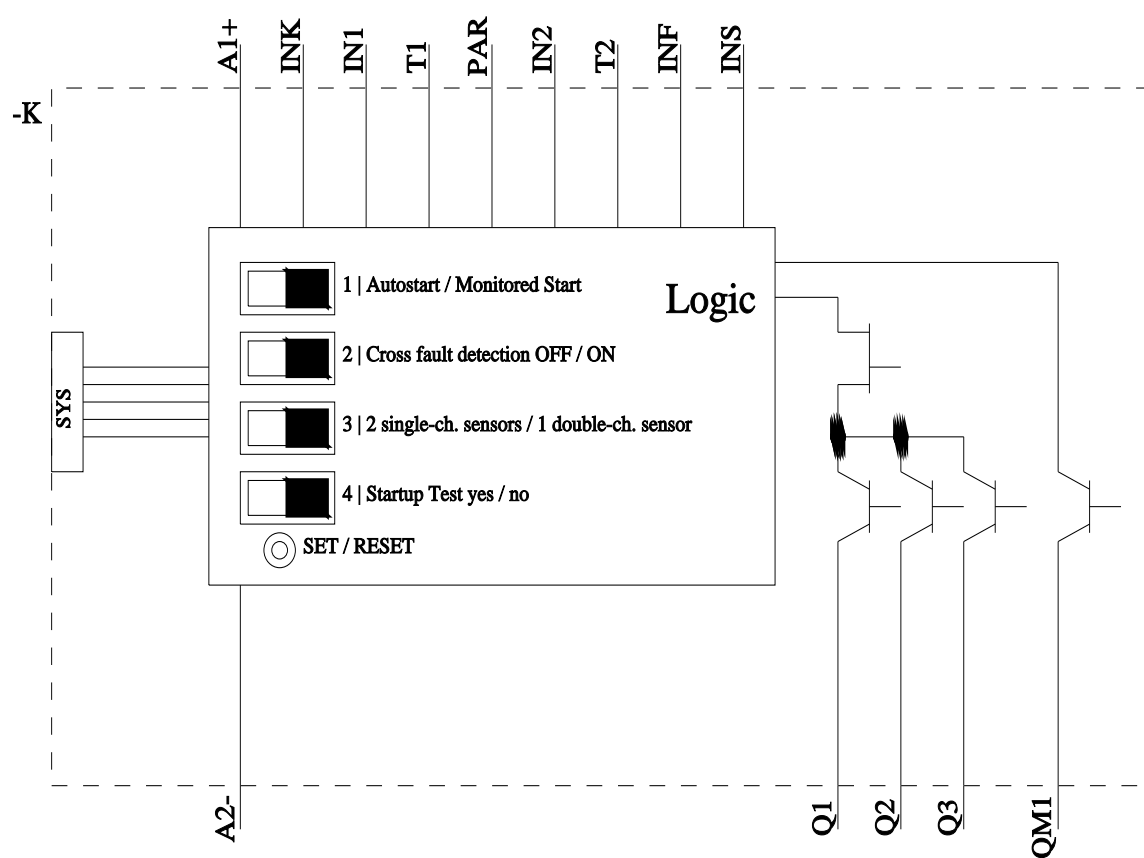 A1+
INK
IN1
T1
PAR
IN2
T2
INF
INS
-K
1 | Autostart / Monitored Start
Logic
2 | Cross fault detection OFF / ON
SYS
3 | 2 single-ch. sensors / 1 double-ch. sensor
4 | Startup Test yes / no
SET / RESET
A2-
Q1
Q2
Q3
QM1